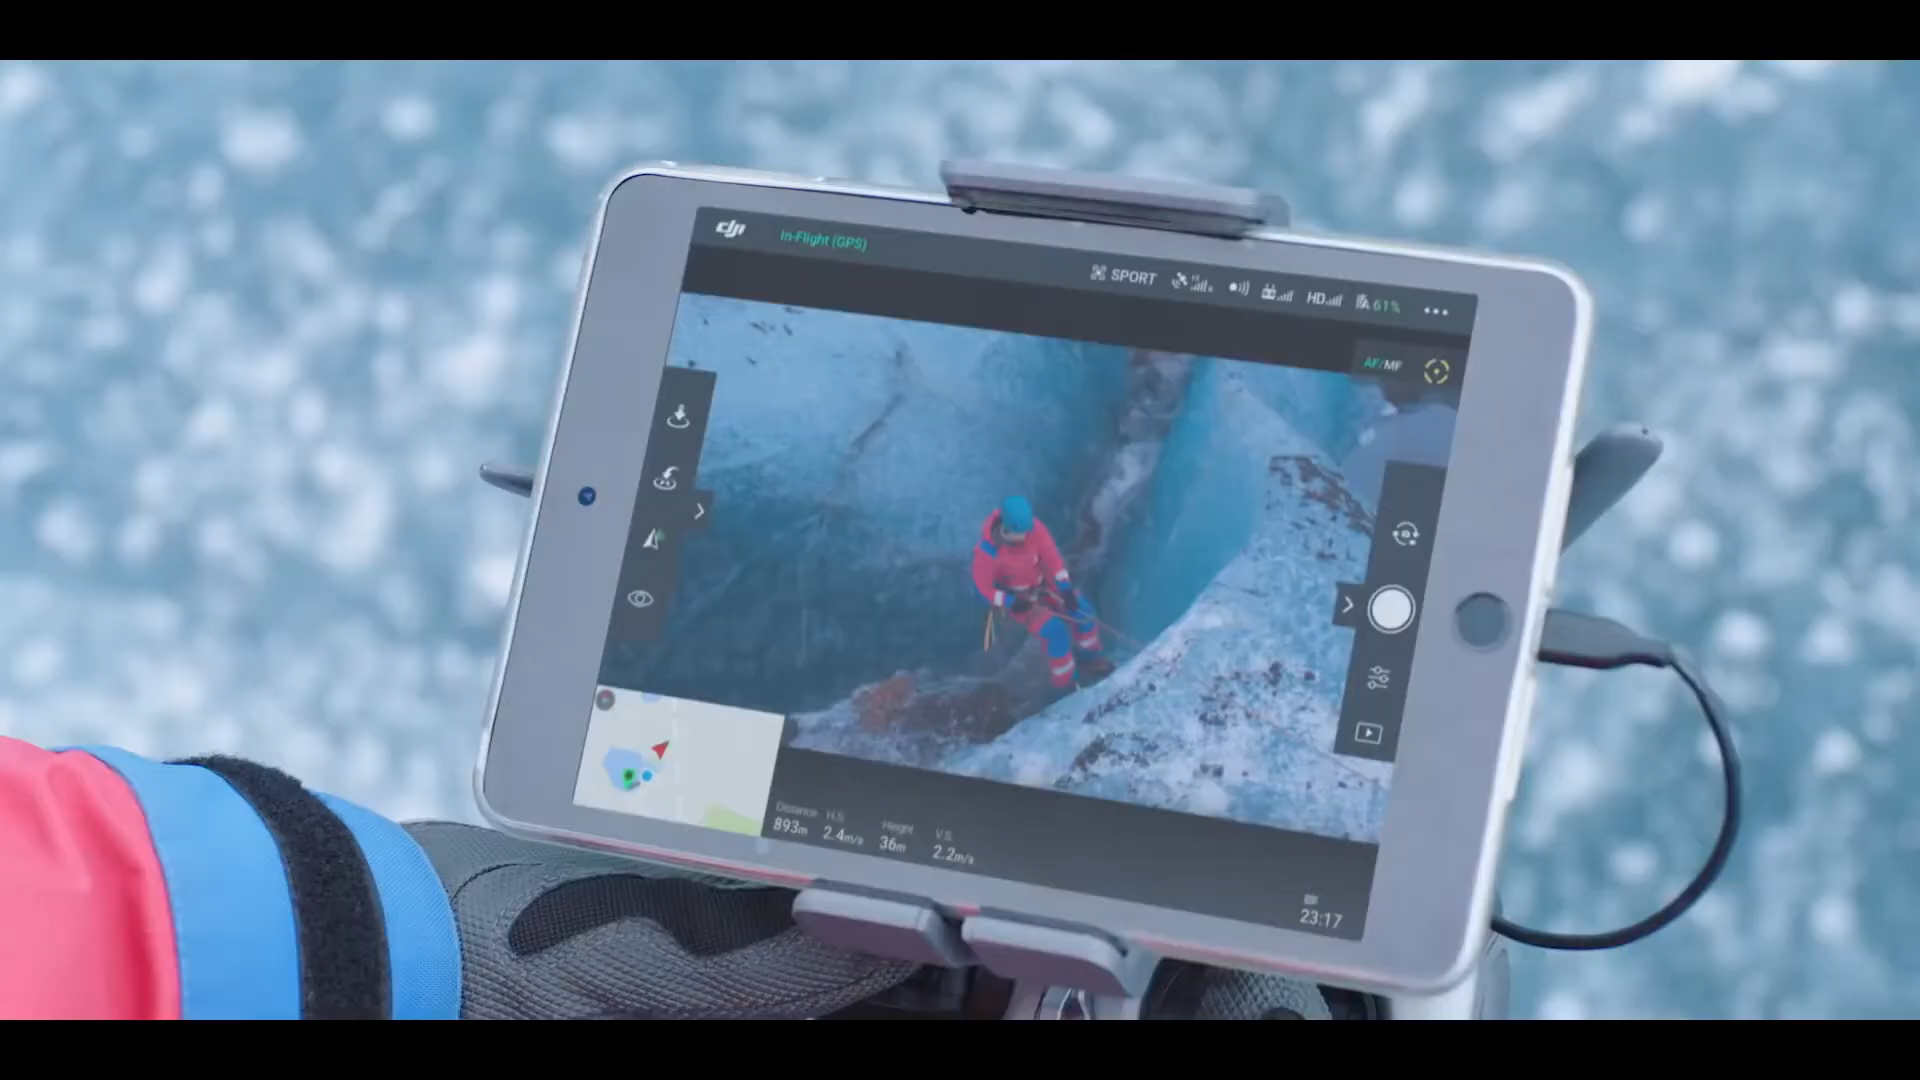 dji
In-Flight (GPS)
SPORT
HD
61%
AF/MF
Distance H.S Height V.S
893m 2.4m/s 36m 2.2m/s
23:17